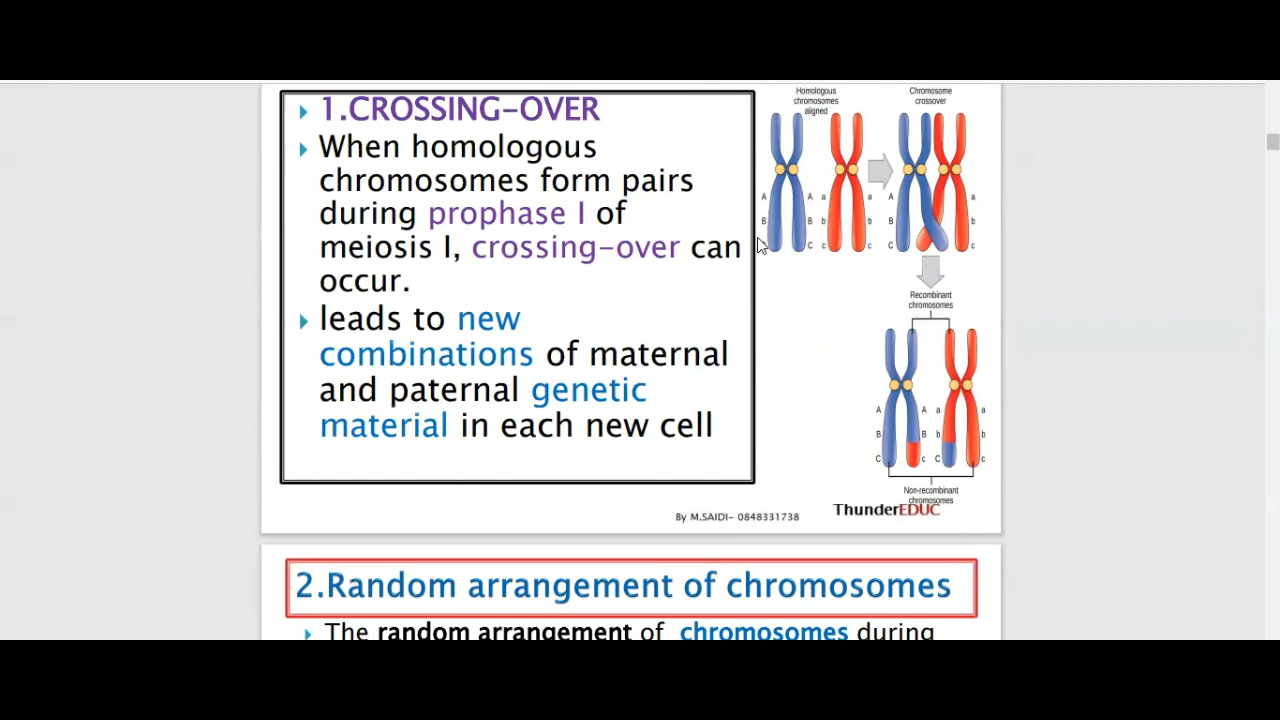 1.CROSSING-OVER
When homologous
chromosomes form pairs
during prophase I of
meiosis I, crossing-over can
occur.
leads to new
combinations of maternal
and paternal genetic
material in each new cell
Homologous
chromosomes
aligned
Chromosome
crossover
A A a a A a
B B b b B b
C C c c C c
Recombinant
chromosomes
A A a a
B B b b
C c C c
Non-recombinant
chromosomes
By M.SAIDI- 0848331738
ThunderEDUC
2.Random arrangement of chromosomes
The random arrangement of chromosomes during